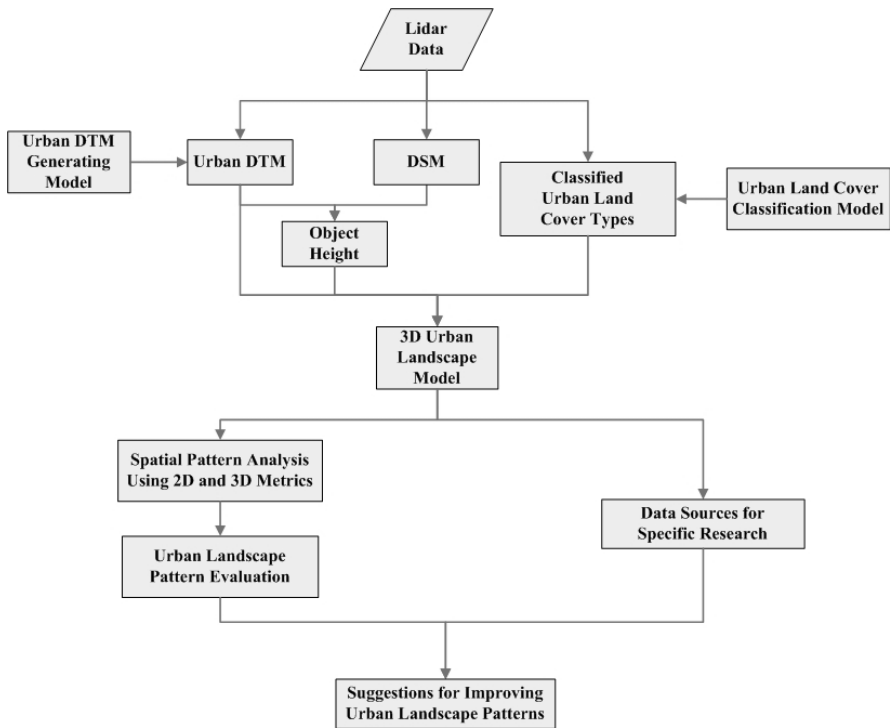 Lidar
Data
Urban DTM
Generating
Model
Urban DTM
DSM
Classified
Urban Land
Cover Types
Urban Land Cover
Classification Model
Object
Height
3D Urban
Landscape
Model
Spatial Pattern Analysis
Using 2D and 3D Metrics
Data Sources for
Specific Research
Urban Landscape
Pattern Evaluation
Suggestions for Improving
Urban Landscape Patterns